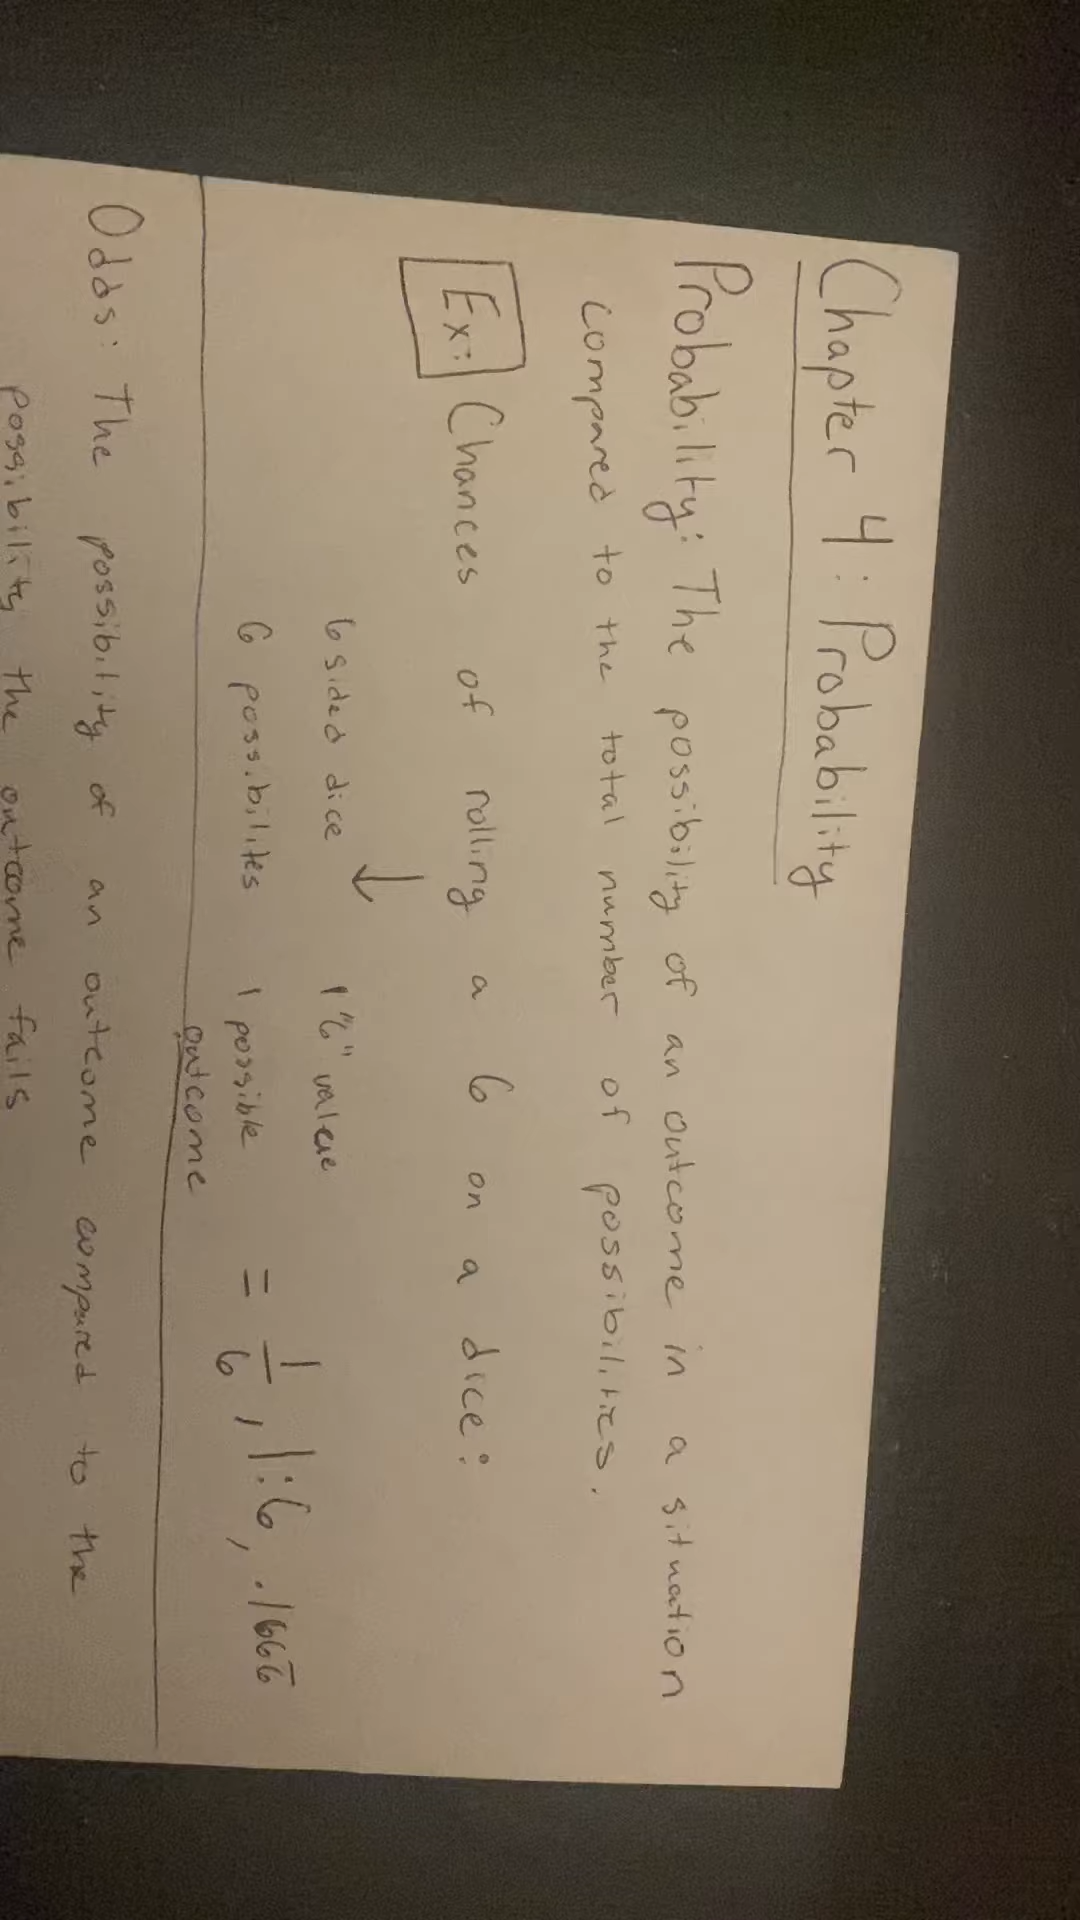 Chapter 4: Probability
Probability: The possibility of an outcome in a situation
compared to the total number of possibilities.
Ex: Chances of rolling a 6 on a dice:
↓
6 sided dice 1 "6" value
6 possibilites 1 possible = 1/6, 1:6, .1666̅
outcome
Odds: The possibility of an outcome compared to the
possibility the outcome fails